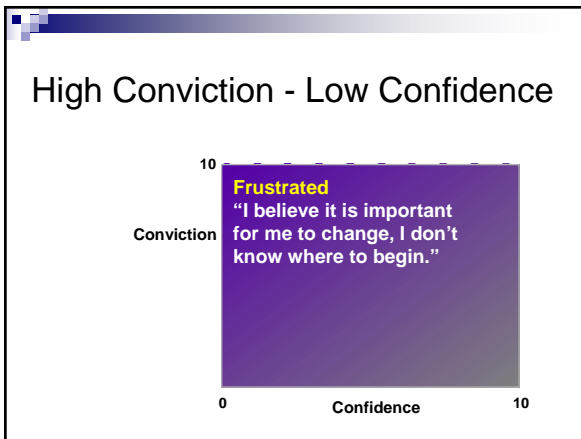 High Conviction - Low Confidence
10
Frustrated
“I believe it is important
Conviction for me to change, I don’t
know where to begin.”
0 Confidence 10